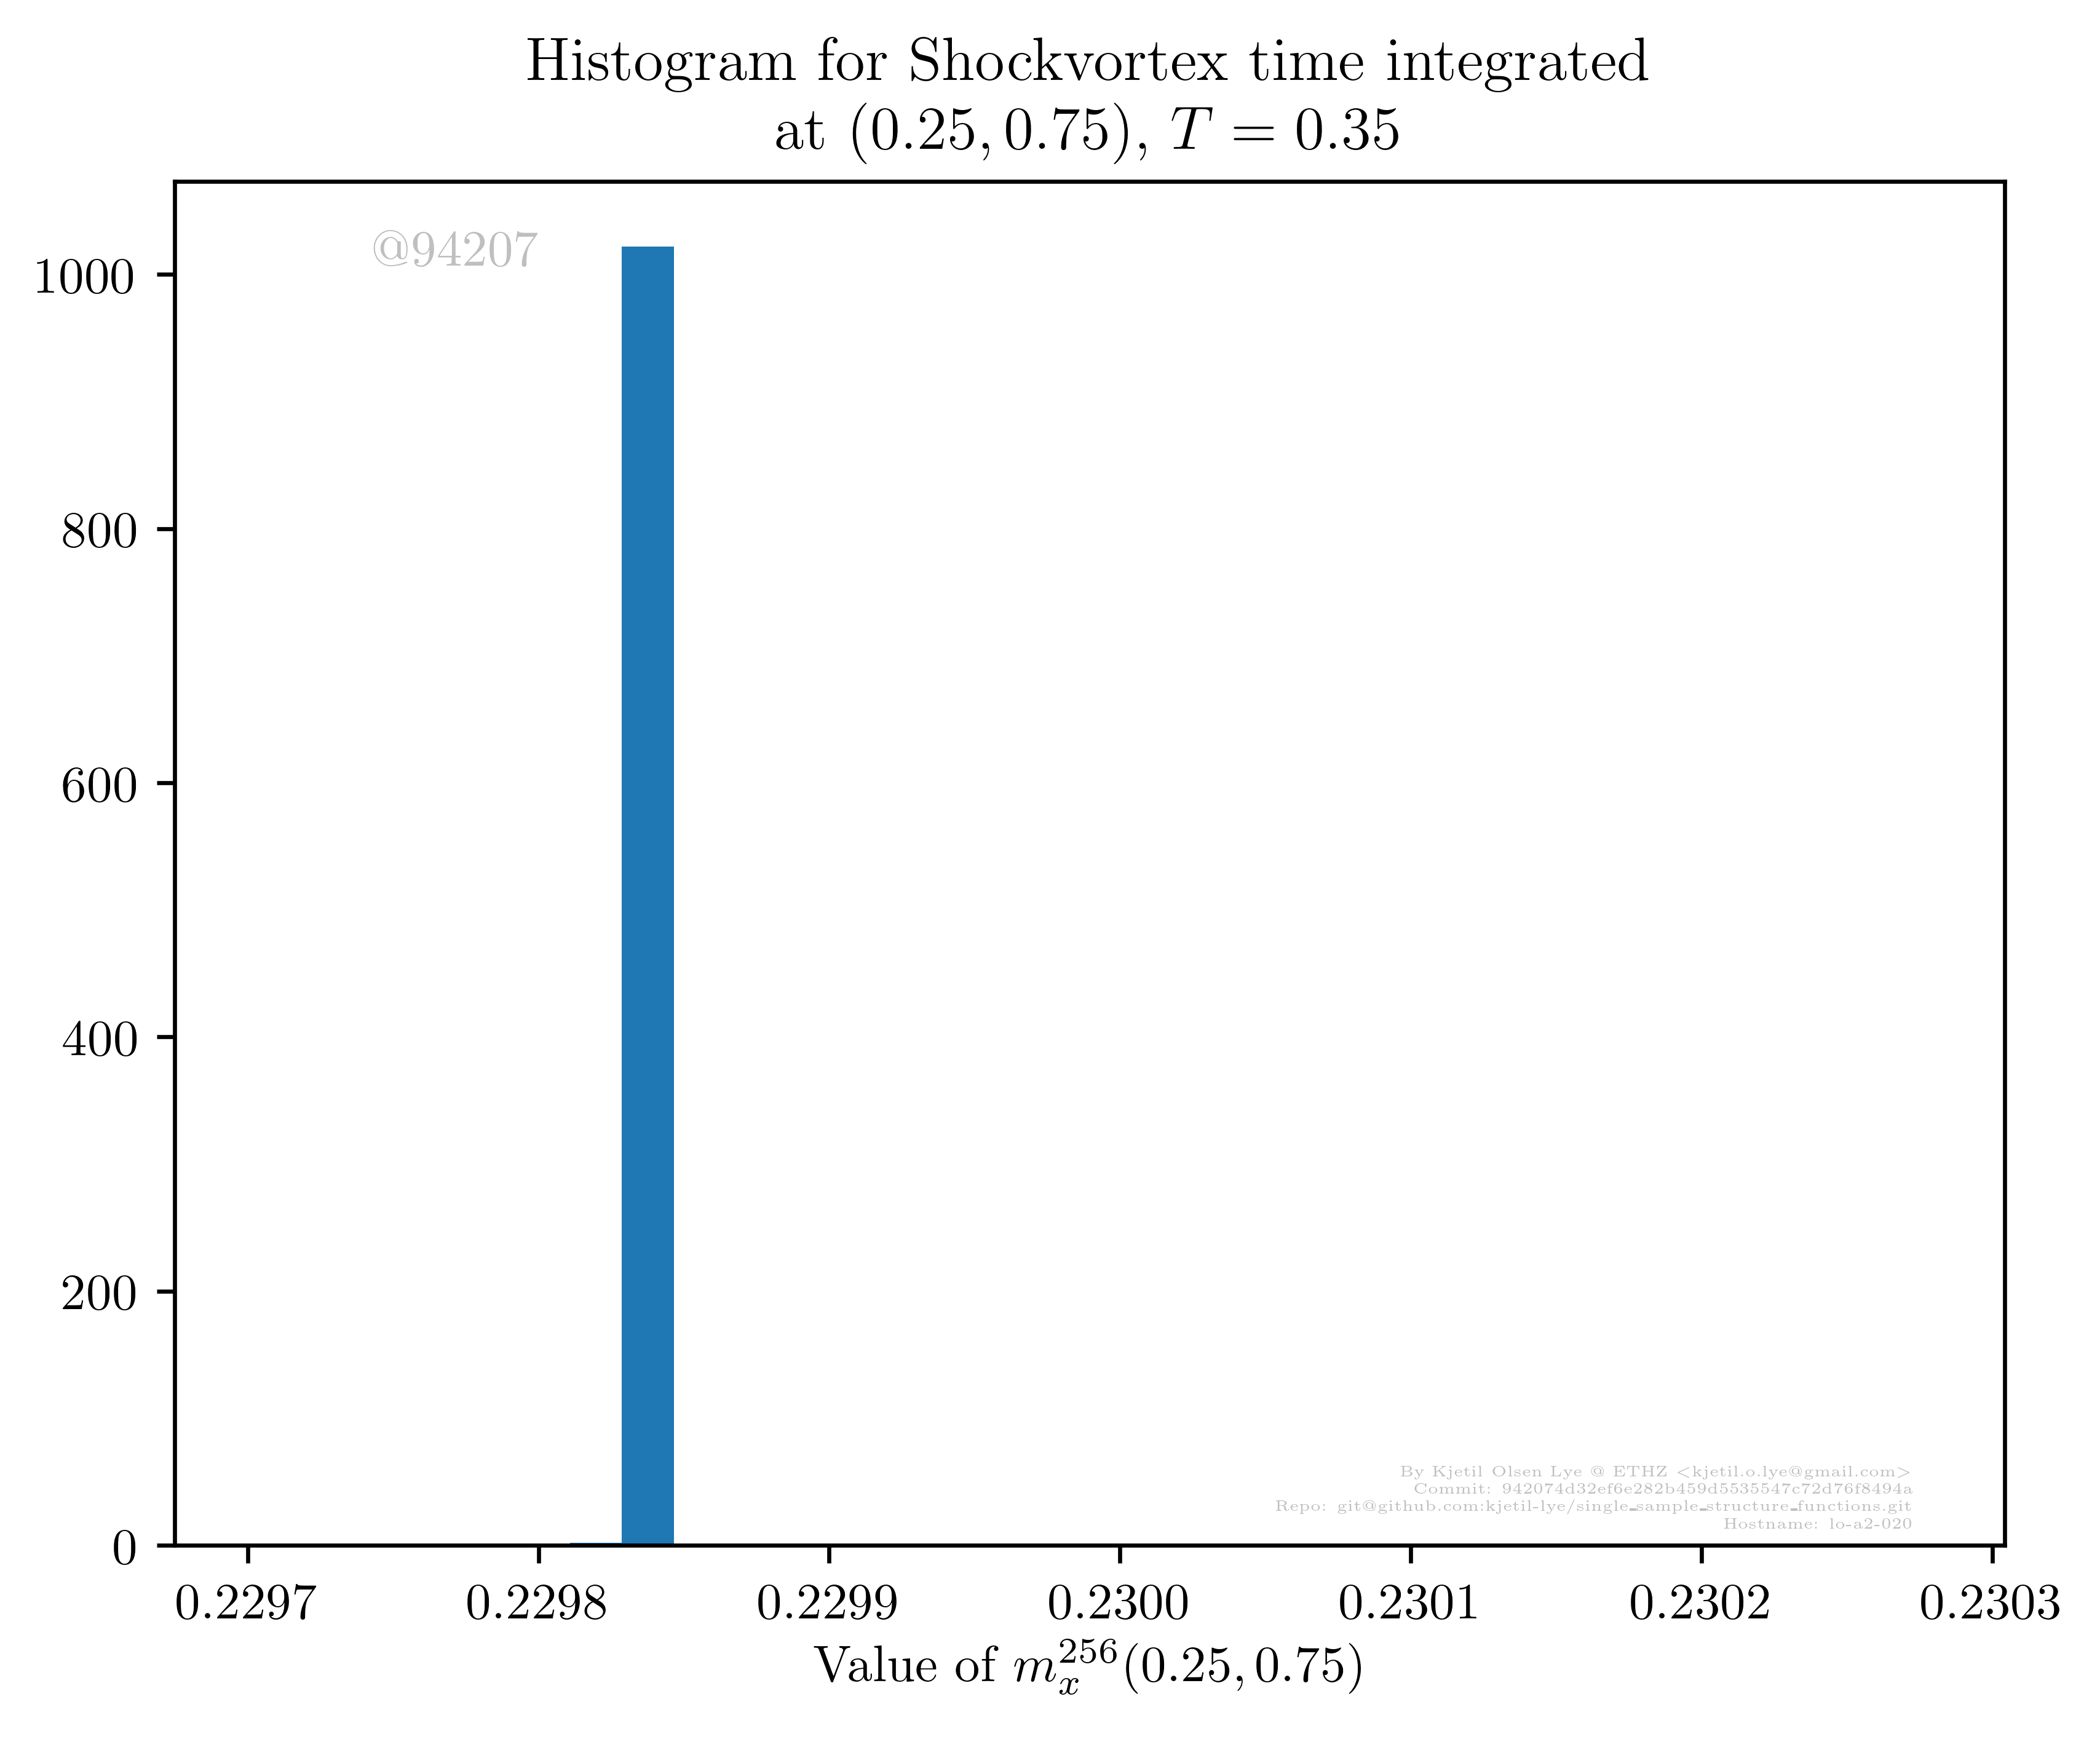 Histogram for Shockvortex time integrated
at (0.25, 0.75), T = 0.35
@94207
1000
800
600
400
200
0
By Kjetil Olsen Lye @ ETHZ <kjetil.o.lye@gmail.com>
Commit: 942074d32ef6e282b459d5535547c72d76f8494a
Repo: git@github.com:kjetil-lye/single_sample_structure_functions.git
Hostname: lo-a2-020
0.2297 0.2298 0.2299 0.2300 0.2301 0.2302 0.2303
Value of m_x^{256}(0.25, 0.75)